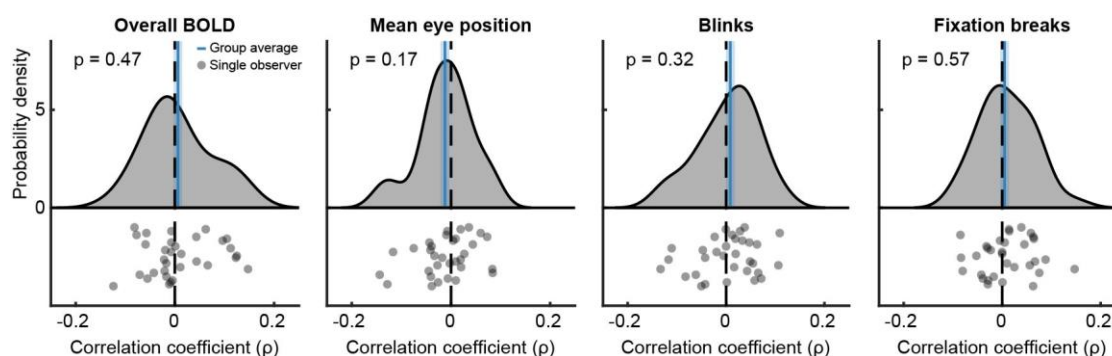 Overall BOLD
Mean eye position
Blinks
Fixation breaks
p = 0.47
Group average
Single observer
p = 0.17
p = 0.32
p = 0.57
Probability density
5
0
-0.2 0 0.2
-0.2 0 0.2
-0.2 0 0.2
-0.2 0 0.2
Correlation coefficient (ρ)
Correlation coefficient (ρ)
Correlation coefficient (ρ)
Correlation coefficient (ρ)